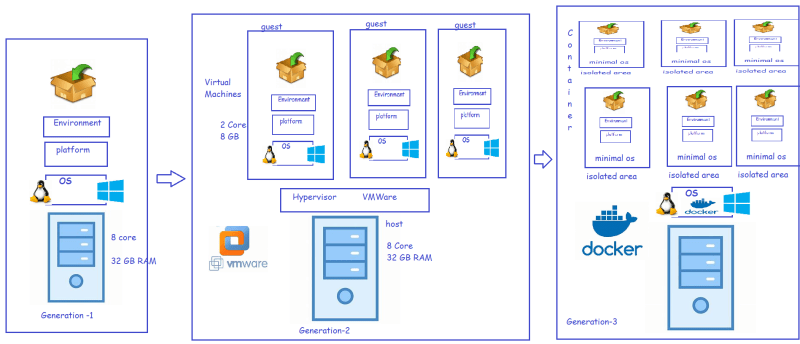 Environment
platform
OS
8 core
32 GB RAM
Generation -1
guest
guest
guest
Virtual
Machines
2 Core
8 GB
Environment
platform
OS
Environment
platform
OS
Environment
platform
OS
Hypervisor VMWare
host
8 Core
32 GB RAM
vmware
Generation-2
Container
Environment
platform
minimal os
isolated area
Environment
platform
minimal os
isolated area
Environment
platform
minimal os
isolated area
Environment
platform
minimal os
isolated area
Environment
platform
minimal os
isolated area
Environment
platform
minimal os
isolated area
OS
docker
docker
Generation-3